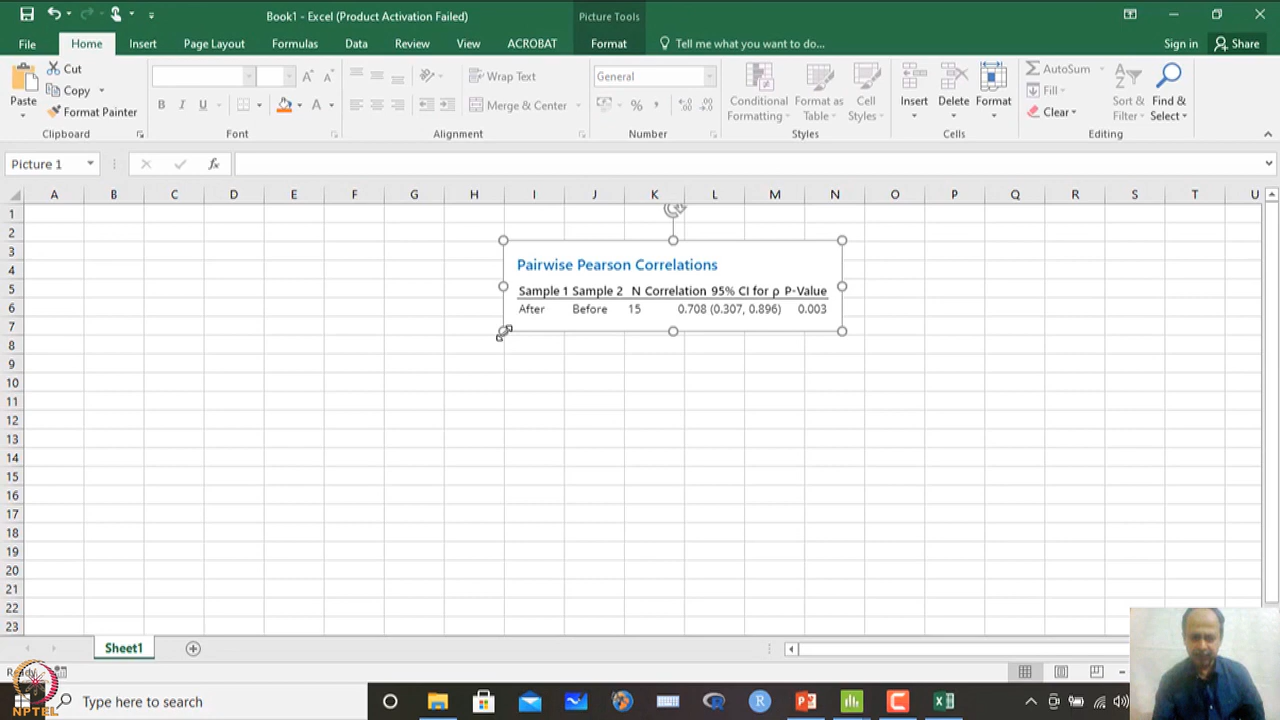 Book1 - Excel (Product Activation Failed)
Picture Tools
File Home Insert Page Layout Formulas Data Review View ACROBAT Format Tell me what you want to do... Sign in Share
Paste Cut Copy Format Painter
Wrap Text Merge & Center
General
Conditional Formatting Format as Table Cell Styles
Insert Delete Format
AutoSum Fill Clear
Sort & Filter Find & Select
Clipboard Font Alignment Number Styles Cells Editing
Picture 1 fx
A B C D E F G H I J K L M N O P Q R S T U
1
2
3
4
5
6
7
8
9
10
11
12
13
14
15
16
17
18
19
20
21
22
23
Pairwise Pearson Correlations
Sample 1 Sample 2 N Correlation 95% CI for ρ P-Value
After Before 15 0.708 (0.307, 0.896) 0.003
Sheet1
Ready
Type here to search
NPTEL